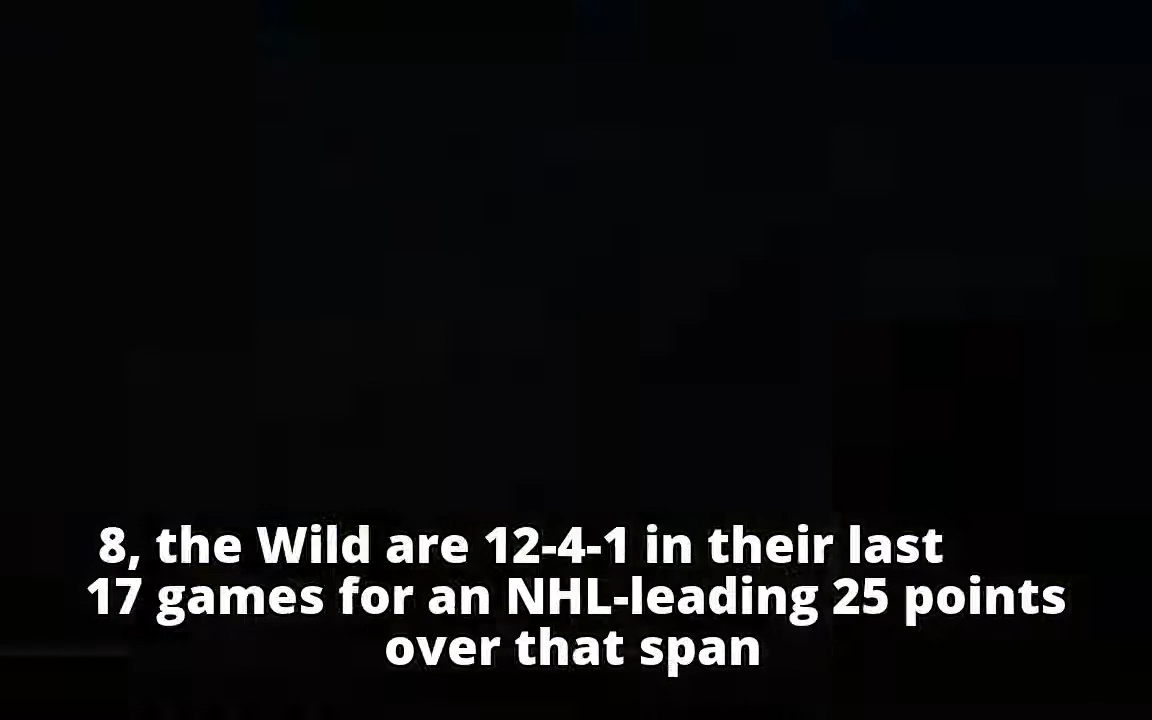 8, the Wild are 12-4-1 in their last
17 games for an NHL-leading 25 points
over that span